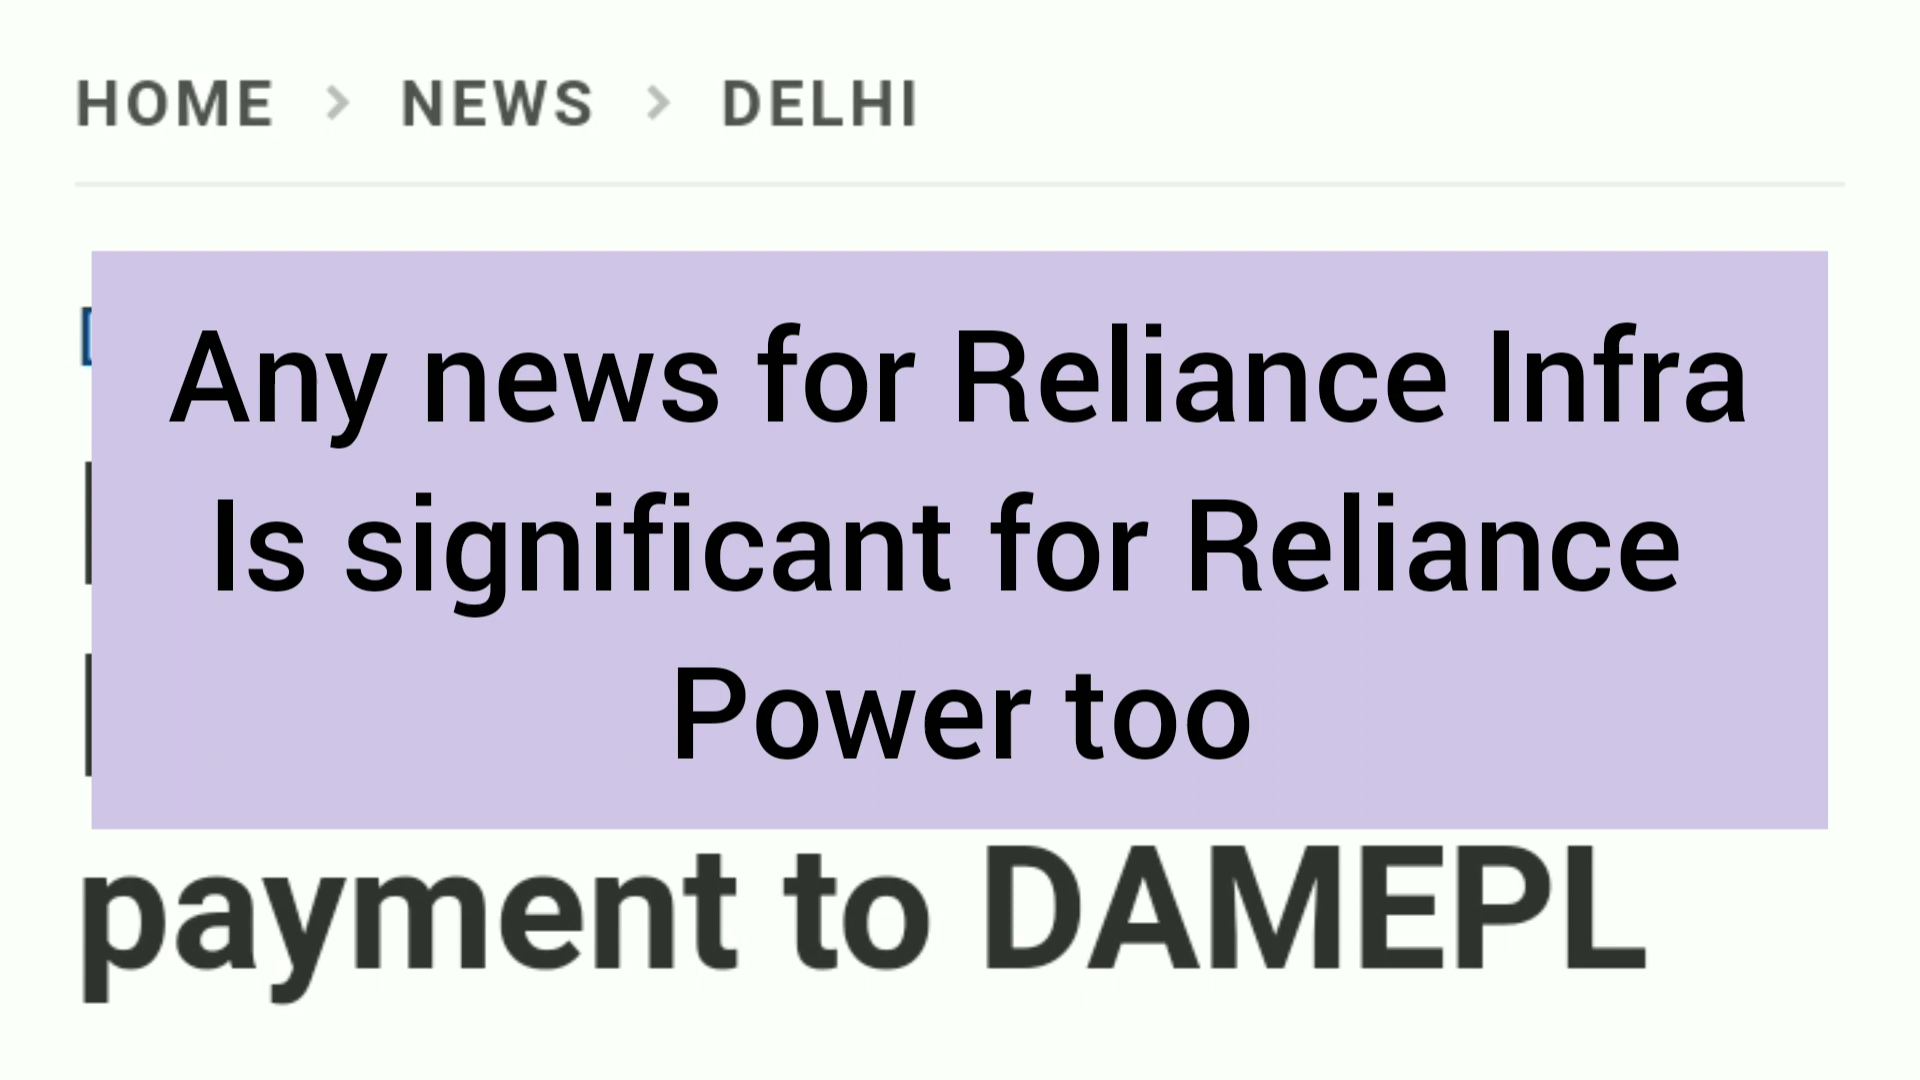 HOME > NEWS > DELHI
Any news for Reliance Infra
Is significant for Reliance
Power too
payment to DAMEPL